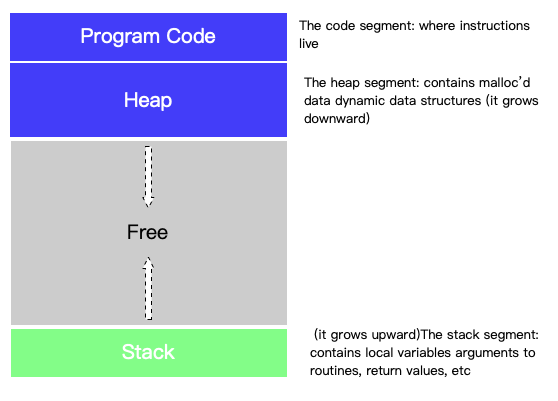 Program Code
The code segment: where instructions
live
Heap
The heap segment: contains malloc'd
data dynamic data structures (it grows
downward)
Free
Stack
(it grows upward)The stack segment:
contains local variables arguments to
routines, return values, etc